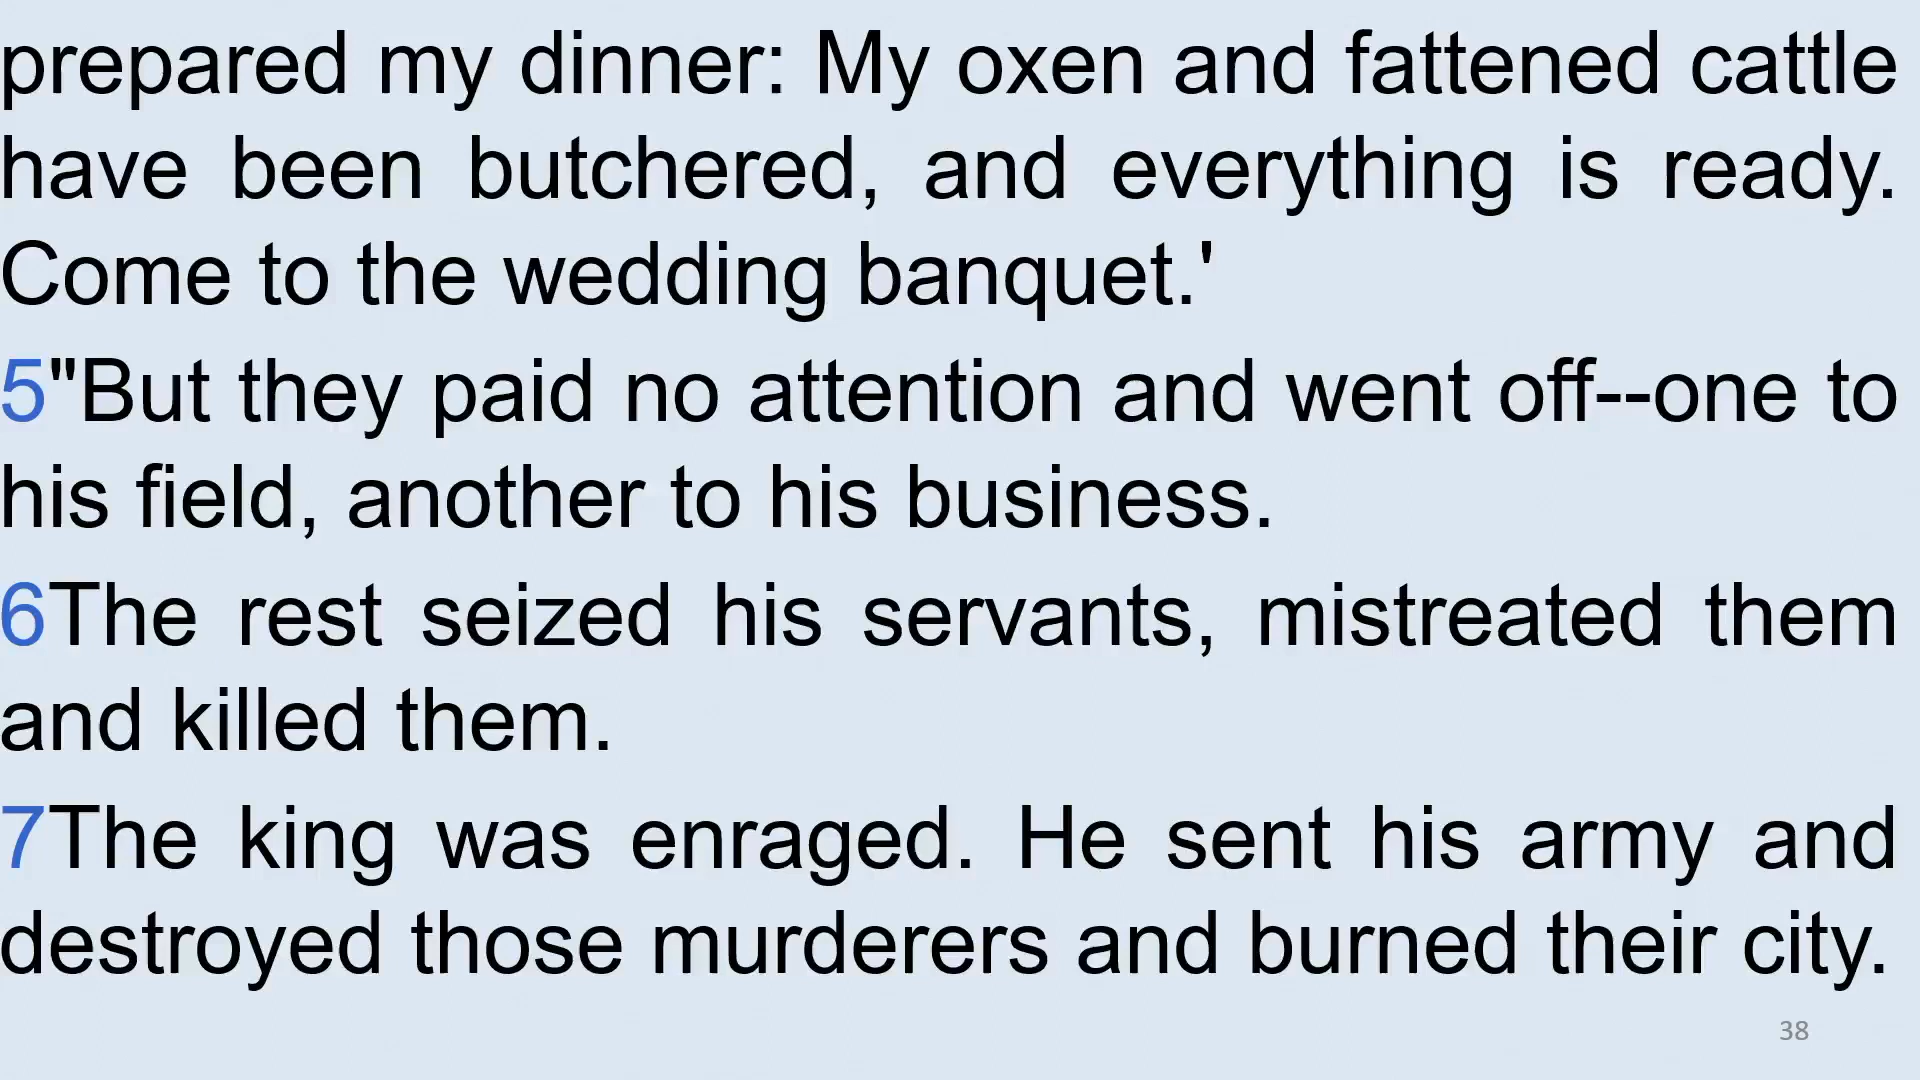 prepared my dinner: My oxen and fattened cattle
have been butchered, and everything is ready.
Come to the wedding banquet.'
5"But they paid no attention and went off--one to
his field, another to his business.
6The rest seized his servants, mistreated them
and killed them.
7The king was enraged. He sent his army and
destroyed those murderers and burned their city.
38